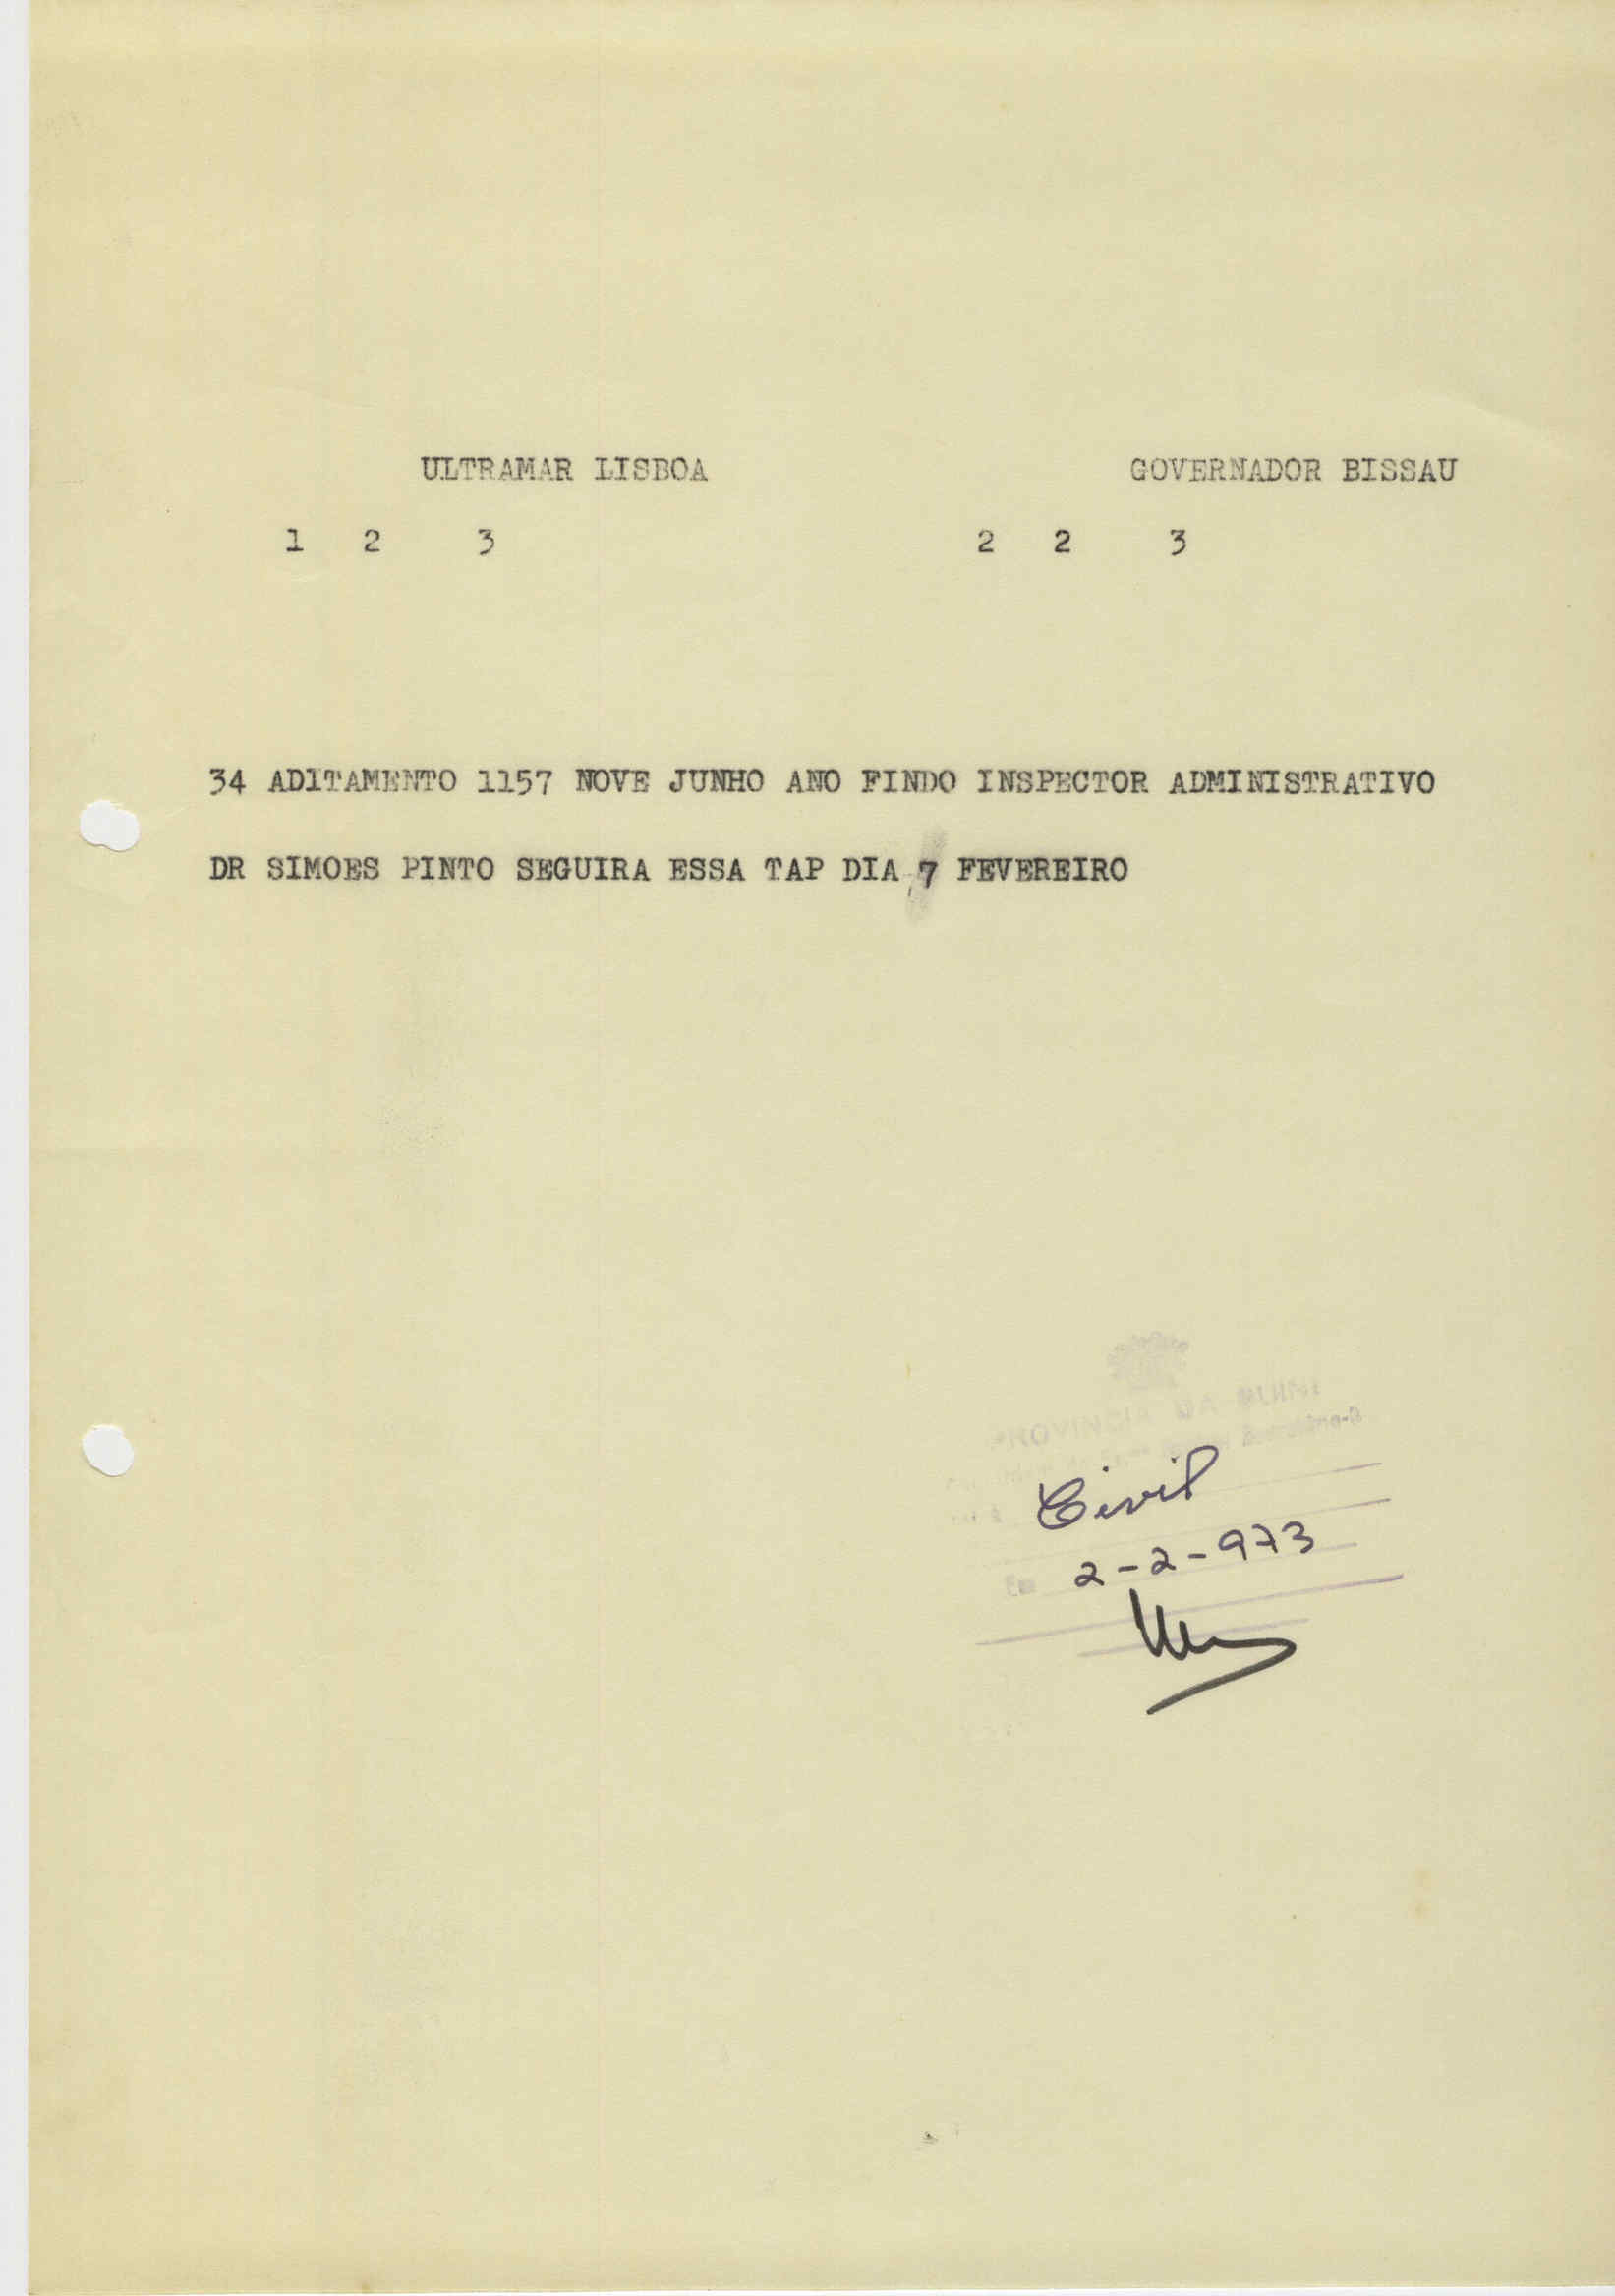 ULTRAMAR LISBOA GOVERNADOR BISSAU
1 2 3 2 2 3
34 ADITAMENTO 1157 NOVE JUNHO ANO FINDO INSPECTOR ADMINISTRATIVO
DR SIMOES PINTO SEGUIRA ESSA TAP DIA 7 FEVEREIRO
Civil
2-2-973